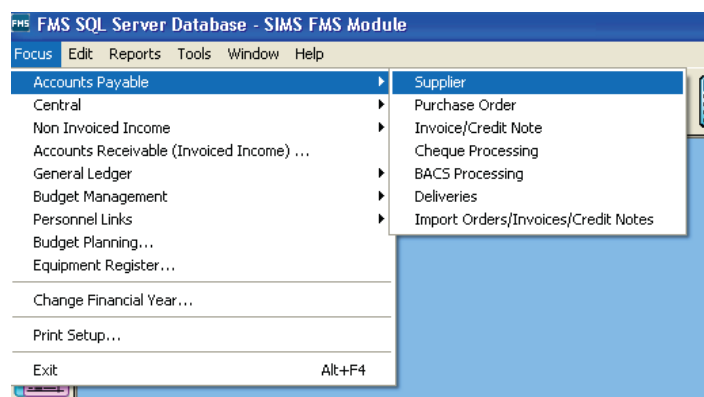 FMS FMS SQL Server Database - SIMS FMS Module
Focus Edit Reports Tools Window Help
Accounts Payable
Central
Non Invoiced Income
Accounts Receivable (Invoiced Income) ...
General Ledger
Budget Management
Personnel Links
Budget Planning...
Equipment Register...
Change Financial Year...
Print Setup...
Exit Alt+F4
Supplier
Purchase Order
Invoice/Credit Note
Cheque Processing
BACS Processing
Deliveries
Import Orders/Invoices/Credit Notes